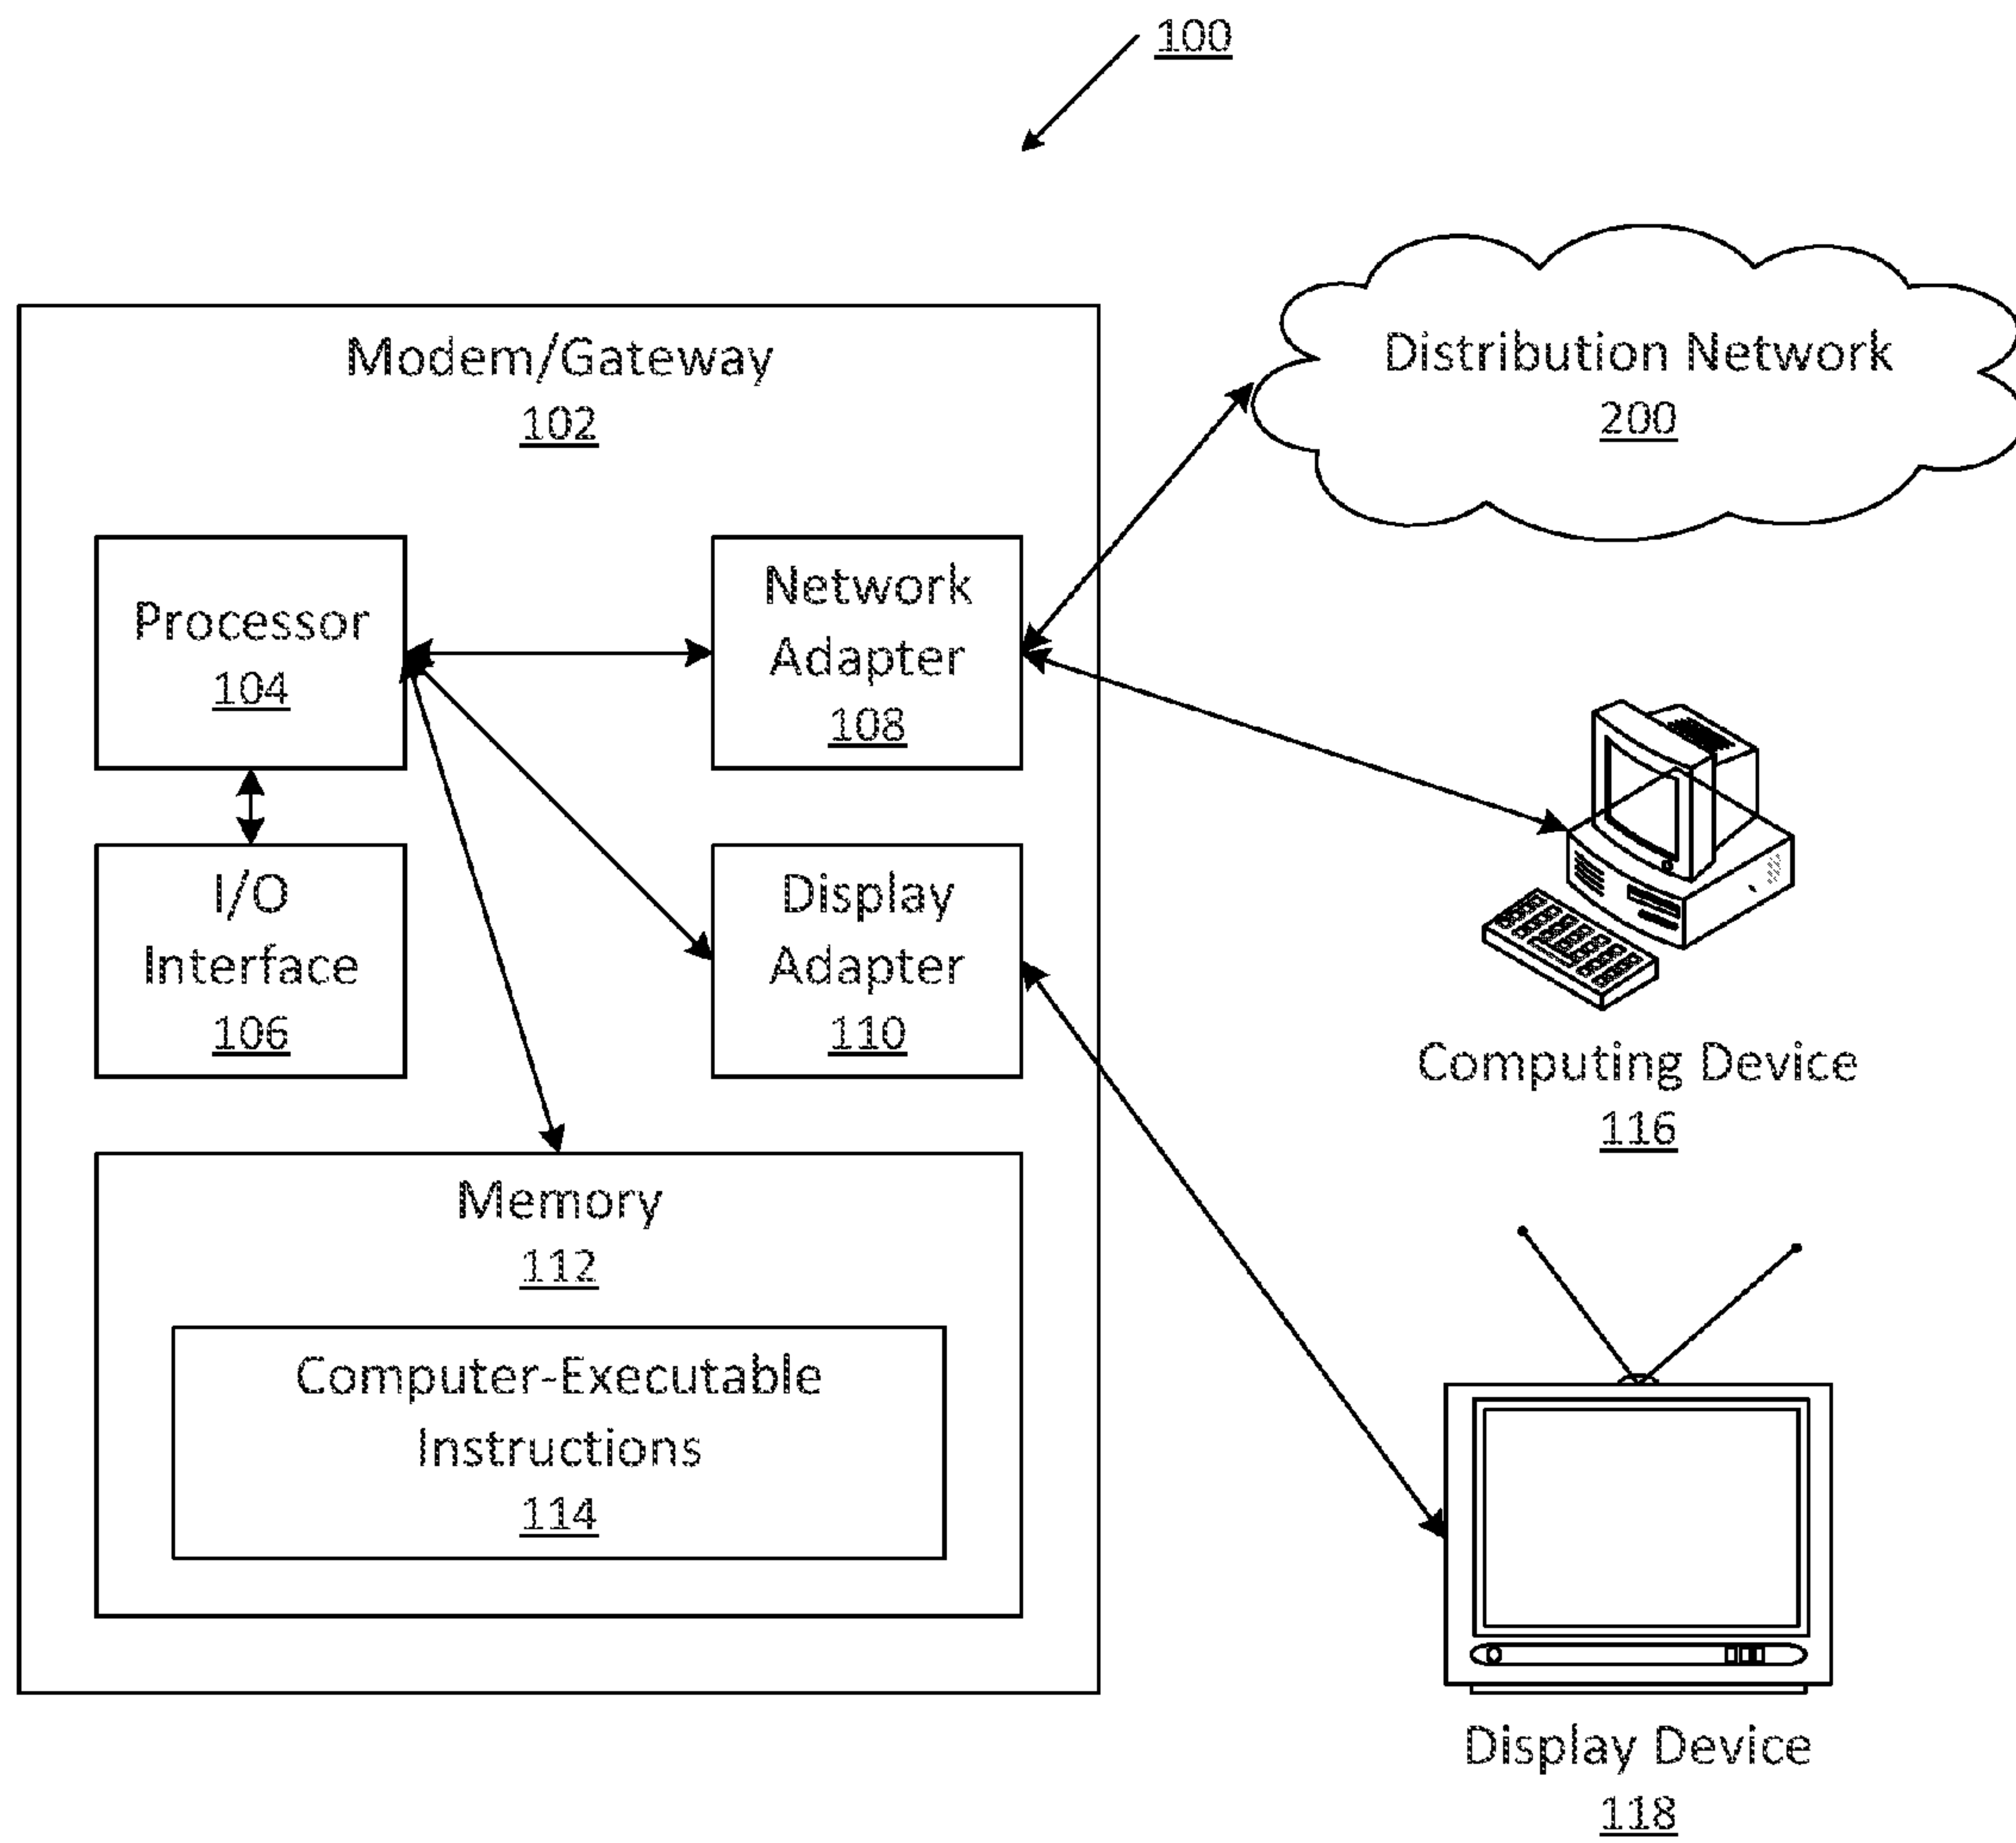 100
Modem/Gateway
102
Distribution Network
200
Processor
104
Network
Adapter
108
I/O
Interface
106
Display
Adapter
110
Computing Device
116
Memory
112
Computer-Executable
Instructions
114
Display Device
118